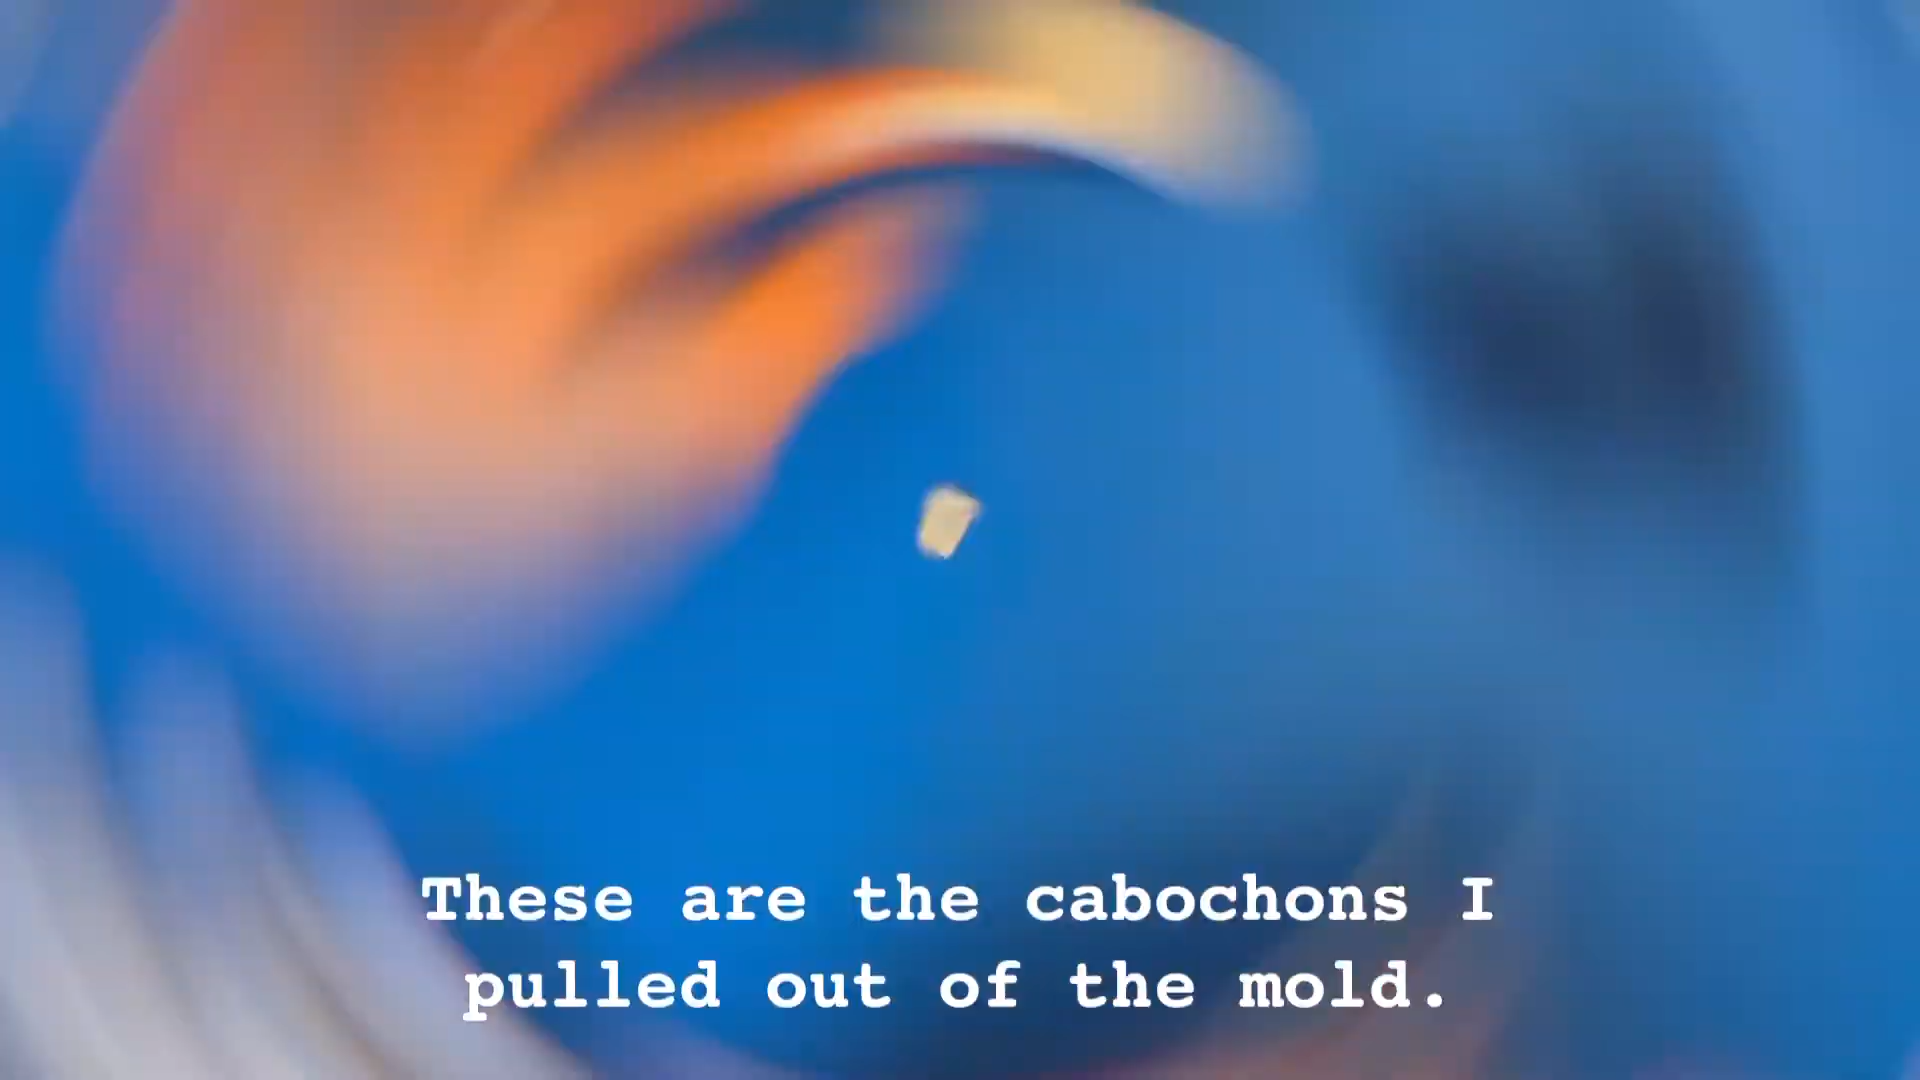 These are the cabochons I
pulled out of the mold.